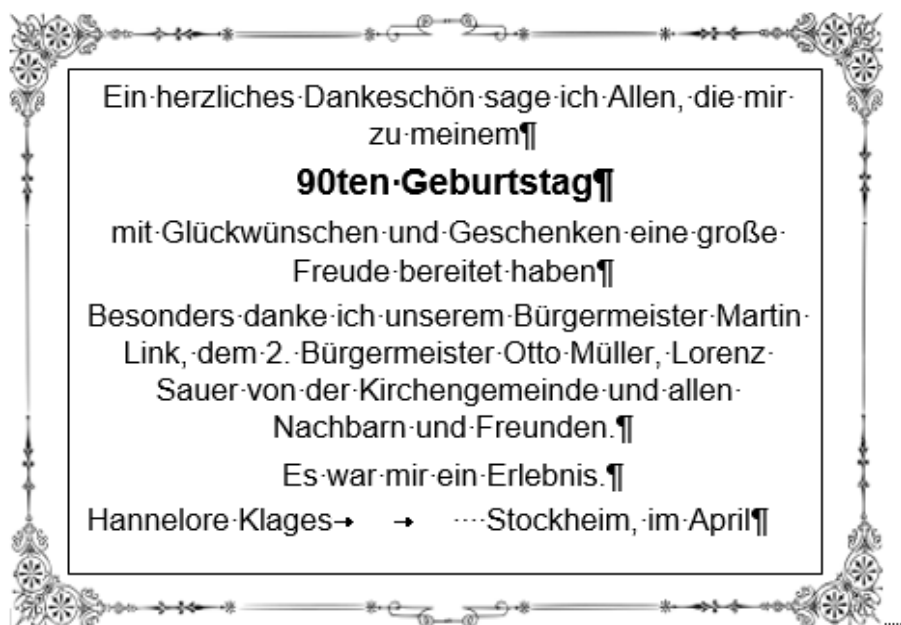 Ein herzliches Dankeschön sage ich Allen, die mir
zu meinem¶
90ten Geburtstag¶
mit Glückwünschen und Geschenken eine große
Freude bereitet haben¶
Besonders danke ich unserem Bürgermeister Martin
Link, dem 2. Bürgermeister Otto Müller, Lorenz
Sauer von der Kirchengemeinde und allen
Nachbarn und Freunden.¶
Es war mir ein Erlebnis.¶
Hannelore Klages→ → ····Stockheim, im April¶